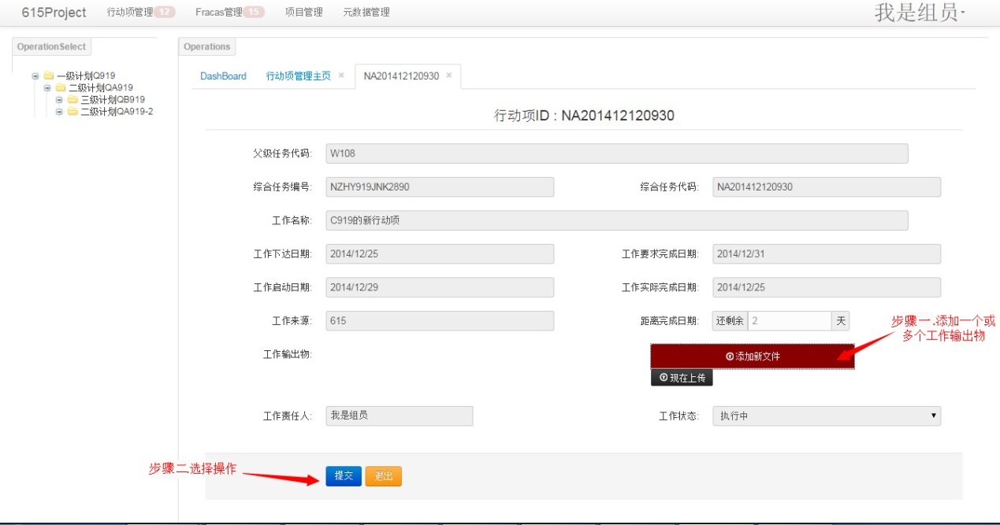 615Project 行动项管理 12 Fracas管理 15 项目管理 元数据管理 我是组员
OperationSelect
Operations
一级计划Q919
二级计划QA919
三级计划QB919
二级计划QA919-2
DashBoard 行动项管理主页 × NA201412120930 ×
行动项ID : NA201412120930
父级任务代码: W108
综合任务编号: NZHY919JNK2890 综合任务代码: NA201412120930
工作名称: C919的新行动项
工作下达日期: 2014/12/25 工作要求完成日期: 2014/12/31
工作启动日期: 2014/12/29 工作实际完成日期: 2014/12/25
工作来源: 615 距离完成日期: 还剩余 2 天
步骤一.添加一个或
多个工作输出物
工作输出物: 添加新文件
现在上传
工作责任人: 我是组员 工作状态: 执行中
步骤二.选择操作
提交 退出